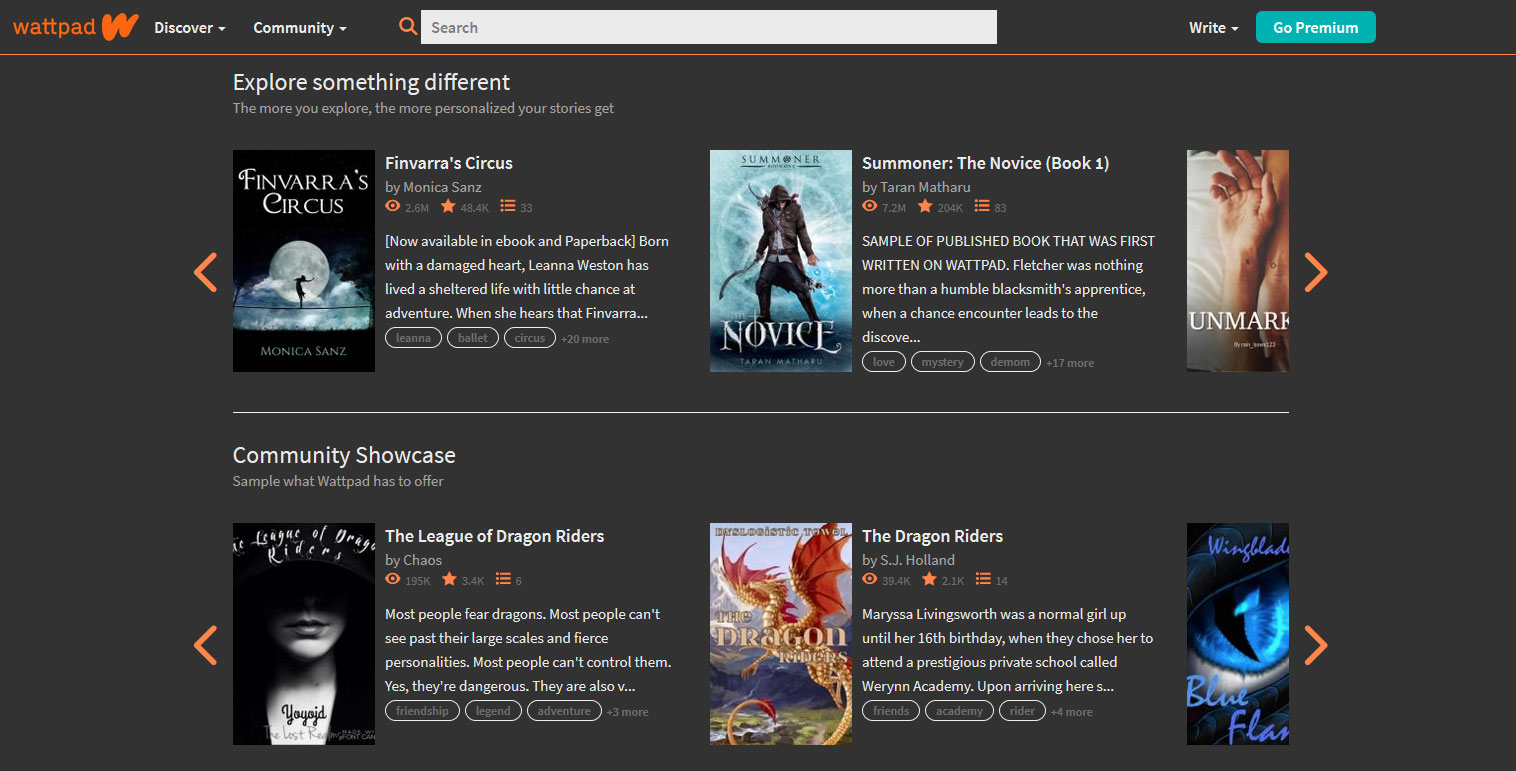 wattpad Discover Community Search Write Go Premium
Explore something different
The more you explore, the more personalized your stories get
FINVARRA'S
CIRCUS
MONICA SANZ
Finvarra's Circus
by Monica Sanz
2.6M 48.4K 33
[Now available in ebook and Paperback] Born
with a damaged heart, Leanna Weston has
lived a sheltered life with little chance at
adventure. When she hears that Finvarra...
leanna ballet circus +20 more
SUMMONER
NOVICE
TARAN MATHARU
Summoner: The Novice (Book 1)
by Taran Matharu
7.2M 204K 83
SAMPLE OF PUBLISHED BOOK THAT WAS FIRST
WRITTEN ON WATTPAD. Fletcher was nothing
more than a humble blacksmith's apprentice,
when a chance encounter leads to the
discove...
love mystery demom +17 more
UNMARK
Community Showcase
Sample what Wattpad has to offer
League of Drago
Riders
Yoyojd
The Lost Realms
The League of Dragon Riders
by Chaos
195K 3.4K 6
Most people fear dragons. Most people can't
see past their large scales and fierce
personalities. Most people can't control them.
Yes, they're dangerous. They are also v...
friendship legend adventure +3 more
DYSLOGISTIC TOWEL
THE
DRAGON
RIDERS
The Dragon Riders
by S.J. Holland
39.4K 2.1K 14
Maryssa Livingsworth was a normal girl up
until her 16th birthday, when they chose her to
attend a prestigious private school called
Werynn Academy. Upon arriving here s...
friends academy rider +4 more
Wingblade
Blue
Flam